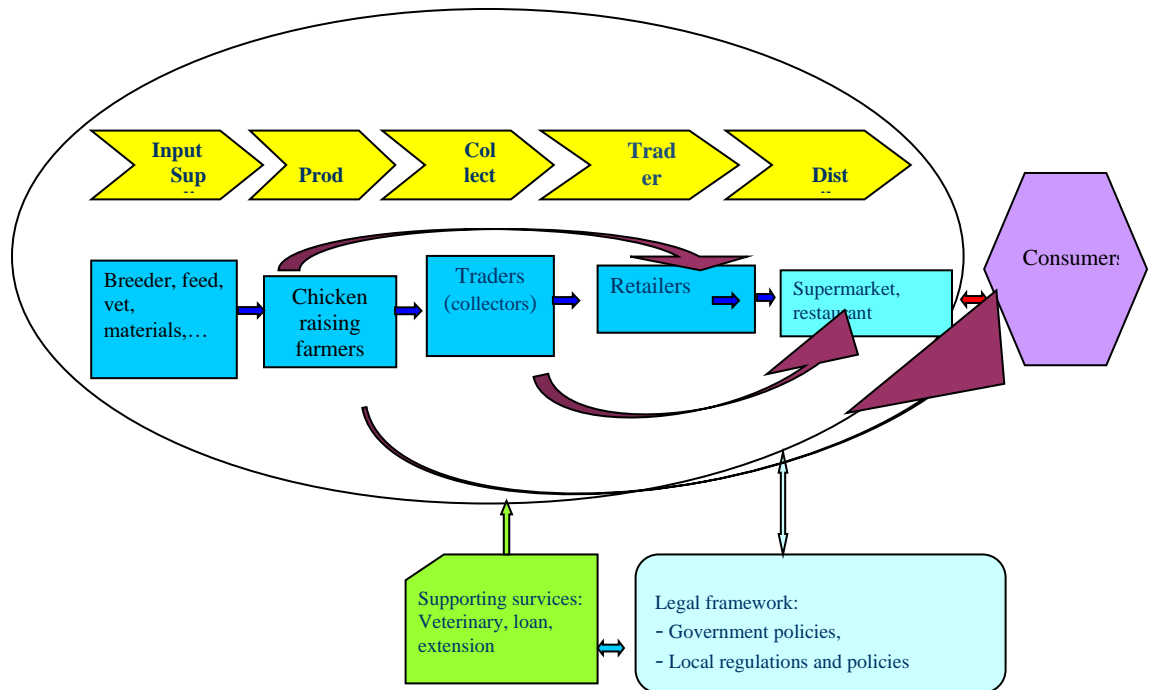 Input
Sup
Prod
Col
lect
Trad
er
Dist
Breeder, feed,
vet,
materials,…
Chicken
raising
farmers
Traders
(collectors)
Retailers
Supermarket,
restaurant
Consumers
Supporting survices:
Veterinary, loan,
extension
Legal framework:
- Government policies,
- Local regulations and policies